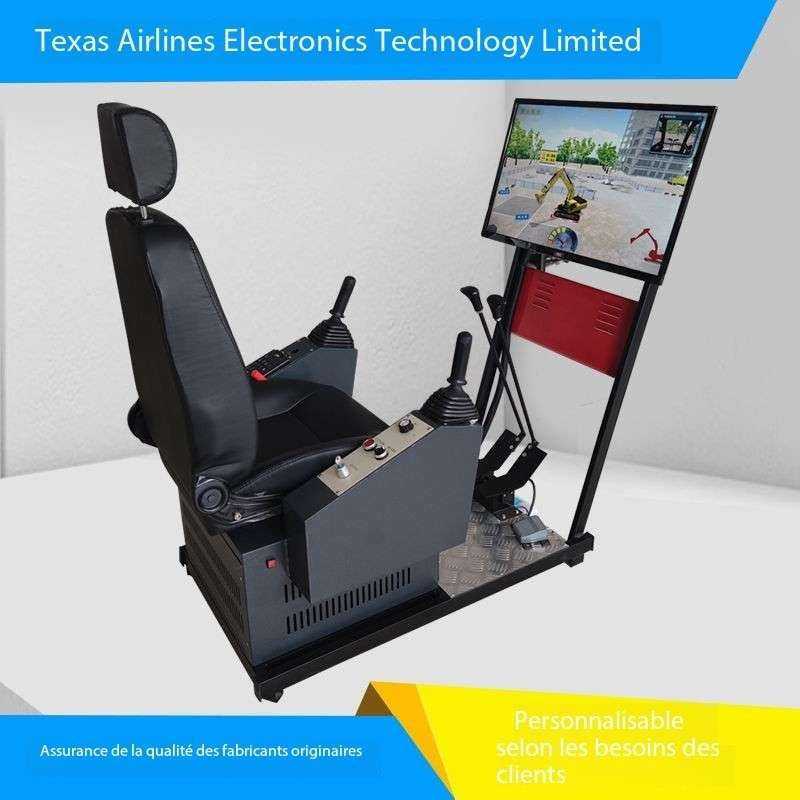 Texas Airlines Electronics Technology Limited
Assurance de la qualité des fabricants originaires
Personnalisable
selon les besoins des
clients